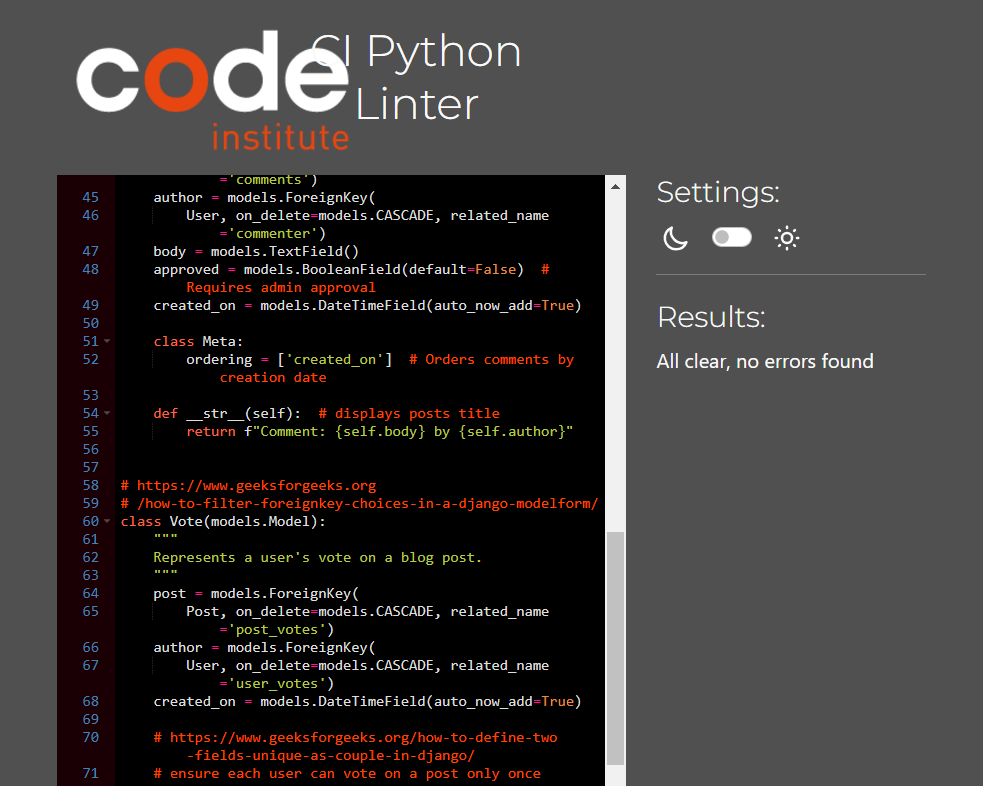 code
institute
CI Python
Linter
='comments')
45 author = models.ForeignKey(
46 User, on_delete=models.CASCADE, related_name
='commenter')
47 body = models.TextField()
48 approved = models.BooleanField(default=False)  #
Requires admin approval
49 created_on = models.DateTimeField(auto_now_add=True)
50
51 class Meta:
52 ordering = ['created_on']  # Orders comments by
creation date
53
54 def __str__(self):  # displays posts title
55 return f"Comment: {self.body} by {self.author}"
56
57
58 # https://www.geeksforgeeks.org
59 # /how-to-filter-foreignkey-choices-in-a-django-modelform/
60 class Vote(models.Model):
61 """
62 Represents a user's vote on a blog post.
63 """
64 post = models.ForeignKey(
65 Post, on_delete=models.CASCADE, related_name
='post_votes')
66 author = models.ForeignKey(
67 User, on_delete=models.CASCADE, related_name
='user_votes')
68 created_on = models.DateTimeField(auto_now_add=True)
69
70 # https://www.geeksforgeeks.org/how-to-define-two
-fields-unique-as-couple-in-django/
71 # ensure each user can vote on a post only once
Settings:
Results:
All clear, no errors found